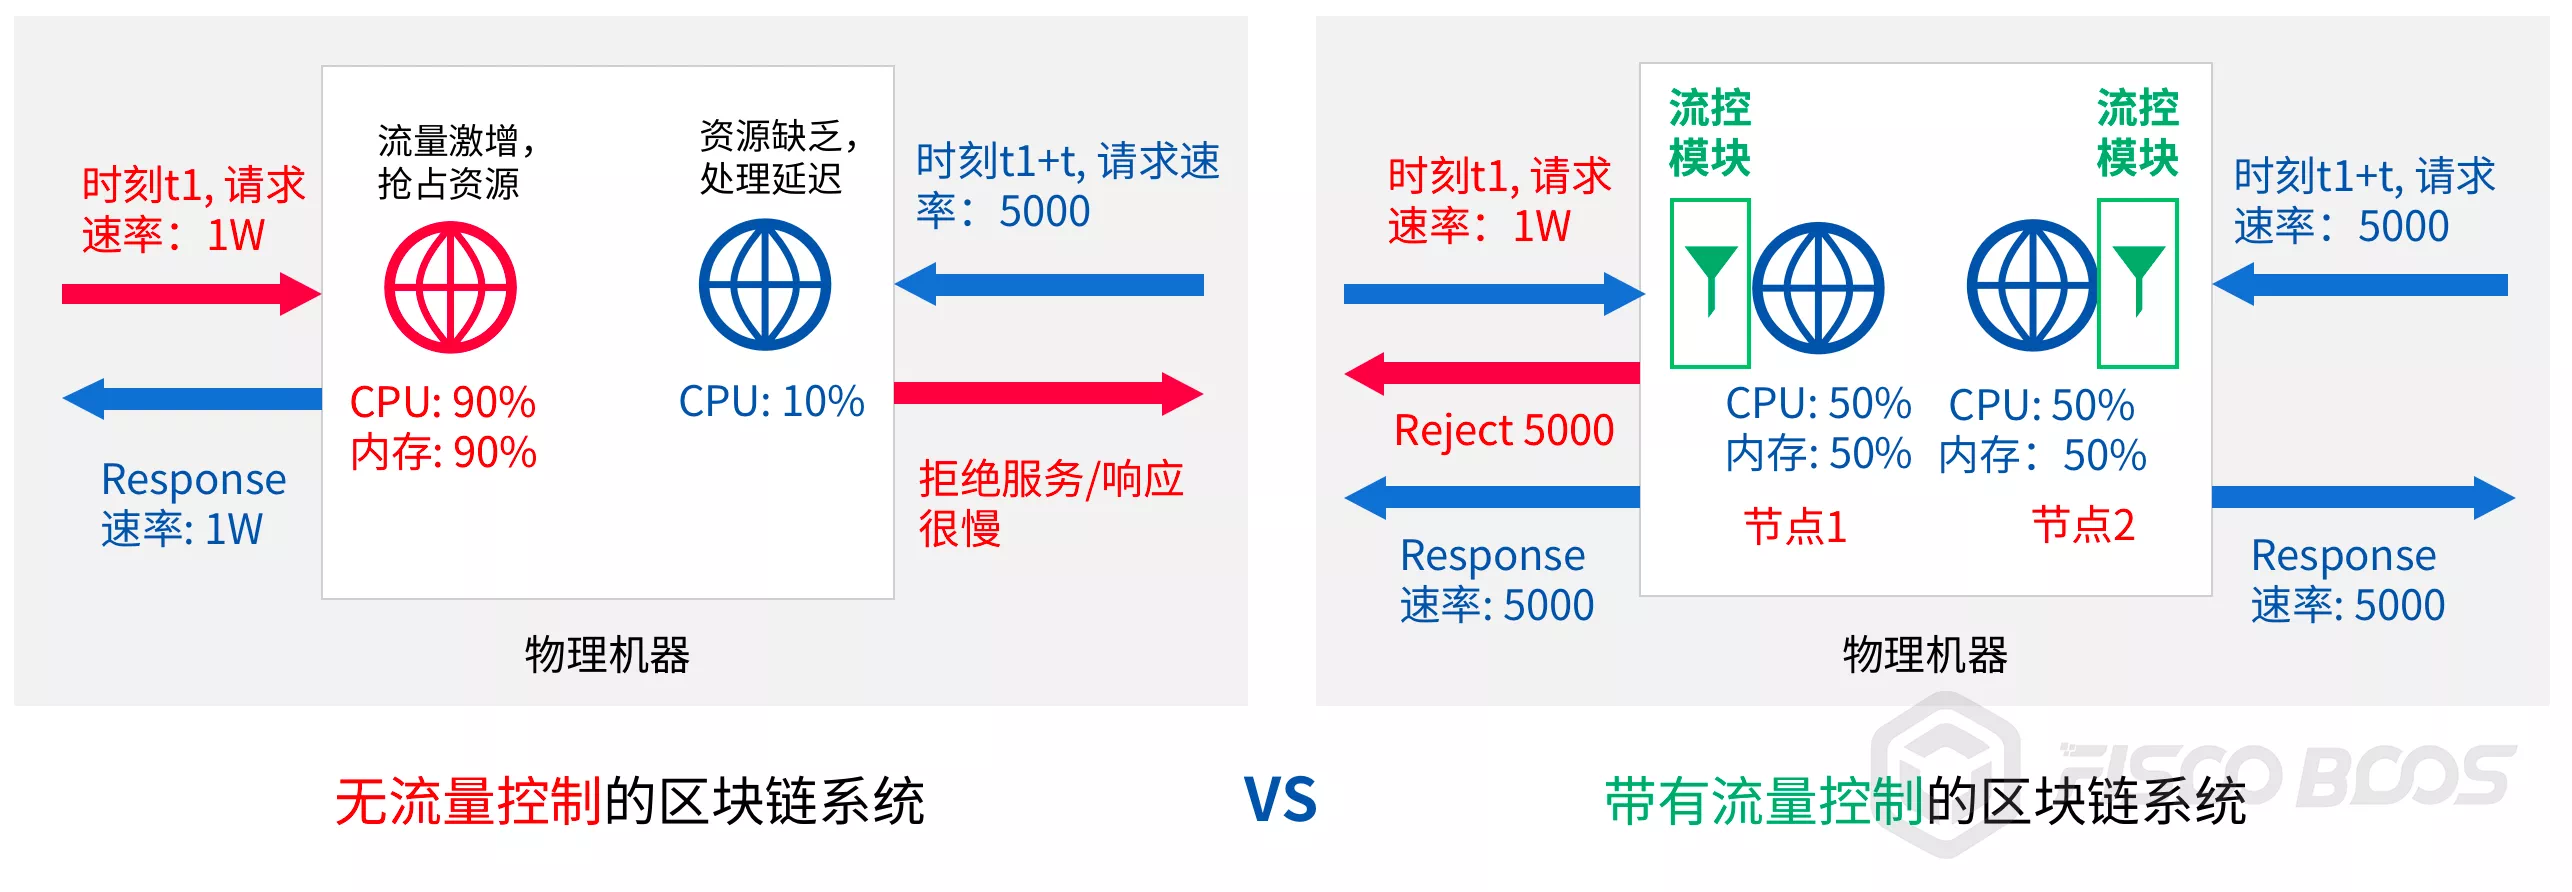 时刻t1, 请求
速率：1W
流量激增，
抢占资源
资源缺乏，
处理延迟
时刻t1+t, 请求速
率：5000
CPU: 90%
内存: 90%
CPU: 10%
Response
速率: 1W
拒绝服务/响应
很慢
物理机器
无流量控制的区块链系统
VS
时刻t1, 请求
速率：1W
流控
模块
流控
模块
时刻t1+t, 请求
速率：5000
Reject 5000
CPU: 50%
内存: 50%
CPU: 50%
内存：50%
节点1
节点2
Response
速率: 5000
Response
速率: 5000
物理机器
带有流量控制的区块链系统
FISCO BCOS